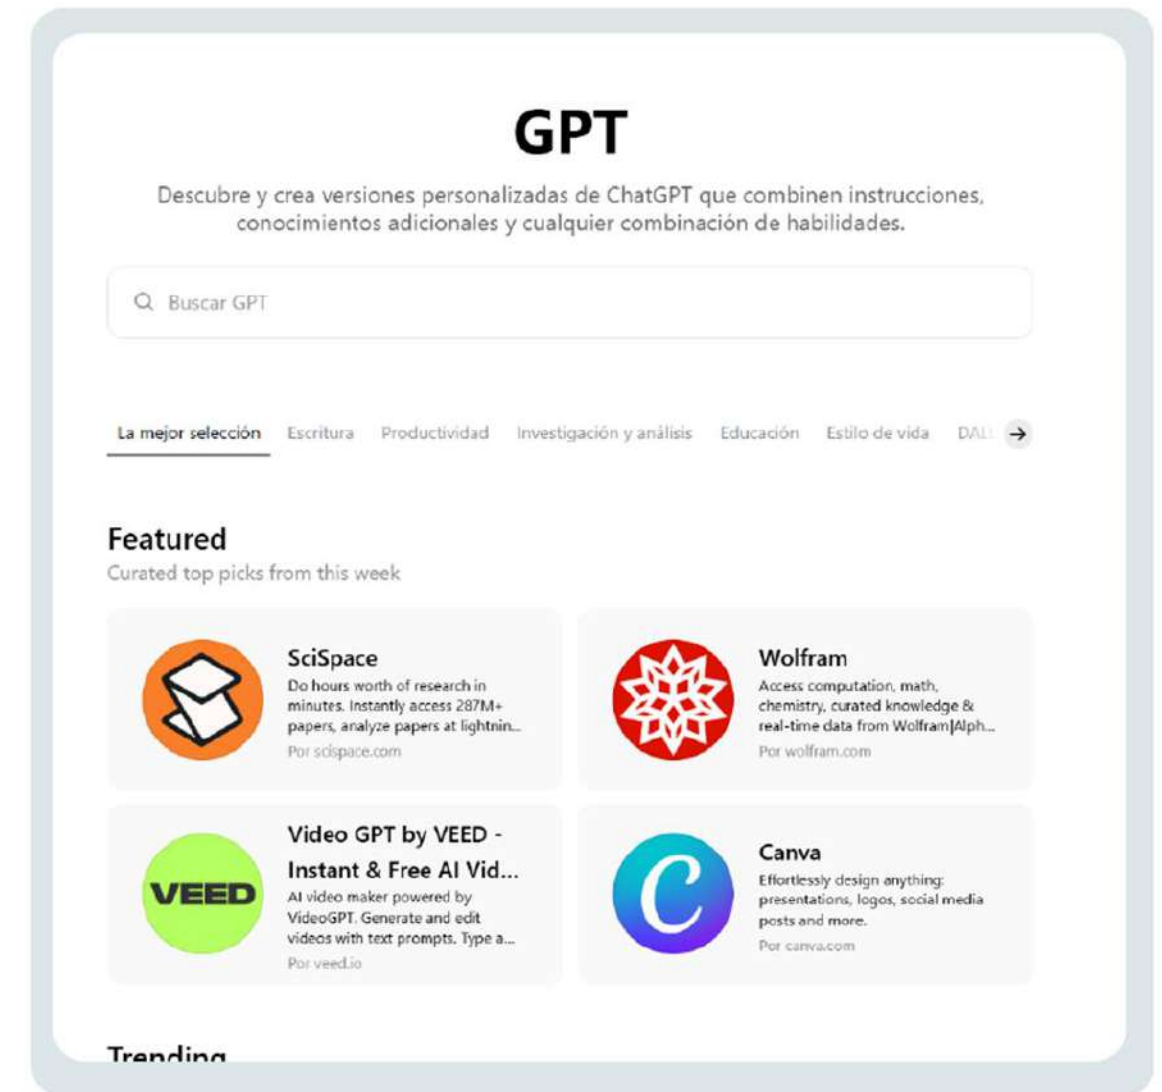 GPT
Descubre y crea versiones personalizadas de ChatGPT que combinen instrucciones,
conocimientos adicionales y cualquier combinación de habilidades.
Buscar GPT
La mejor selección Escritura Productividad Investigación y análisis Educación Estilo de vida
Featured
Curated top picks from this week
SciSpace
Do hours worth of research in
minutes. Instantly access 287M+
papers, analyze papers at lightnin...
Por scispace.com
Wolfram
Access computation, math,
chemistry, curated knowledge &
real-time data from Wolfram|Alph...
Por wolfram.com
VEED
Video GPT by VEED -
Instant & Free AI Vid...
AI video maker powered by
VideoGPT. Generate and edit
videos with text prompts. Type a...
Por veed.io
C
Canva
Effortlessly design anything:
presentations, logos, social media
posts and more.
Por canva.com
Trending